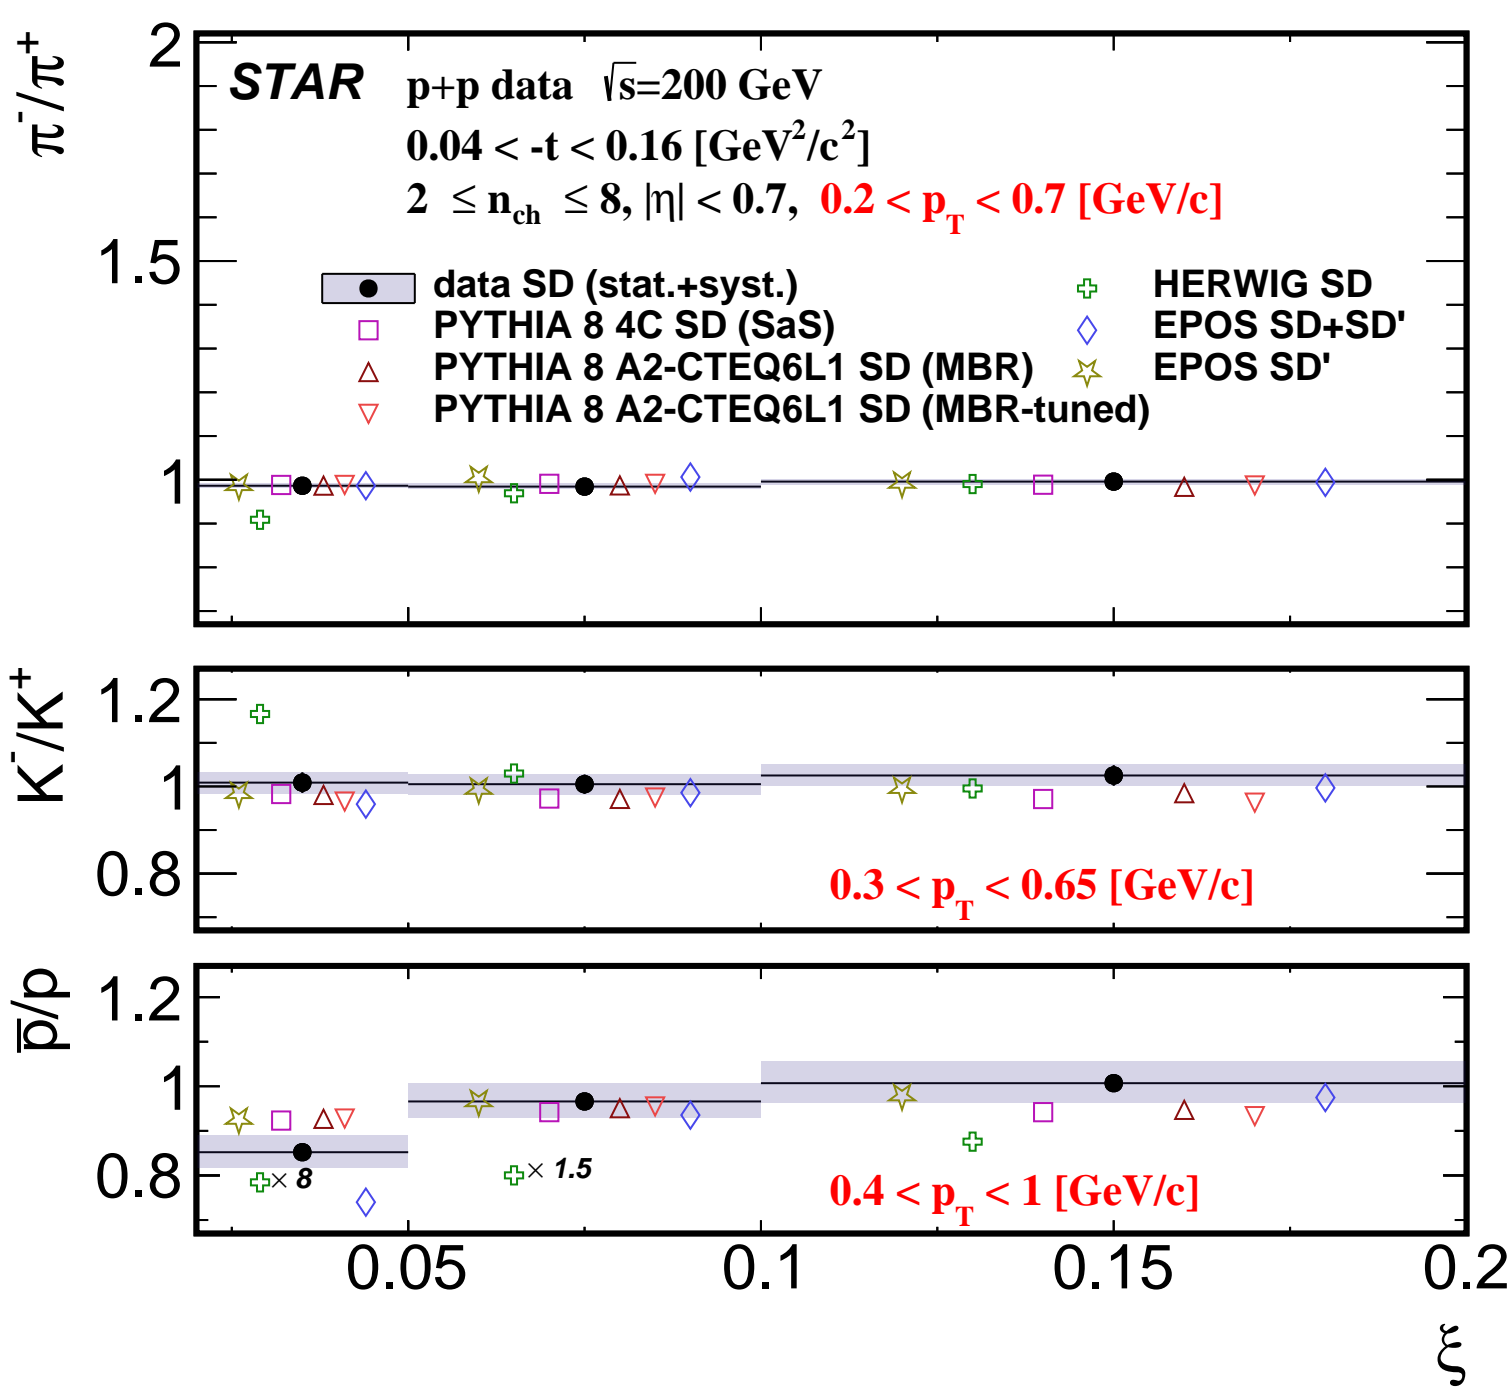 π⁻/π⁺
2
1.5
1
STAR p+p data √s=200 GeV
0.04 < -t < 0.16 [GeV²/c²]
2 ≤ n_ch ≤ 8, |η| < 0.7, 0.2 < p_T < 0.7 [GeV/c]
data SD (stat.+syst.)
PYTHIA 8 4C SD (SaS)
PYTHIA 8 A2-CTEQ6L1 SD (MBR)
PYTHIA 8 A2-CTEQ6L1 SD (MBR-tuned)
HERWIG SD
EPOS SD+SD'
EPOS SD'
K⁻/K⁺
1.2
1
0.8
0.3 < p_T < 0.65 [GeV/c]
p̅/p
1.2
1
0.8
× 8
× 1.5
0.4 < p_T < 1 [GeV/c]
0.05 0.1 0.15 0.2
ξ